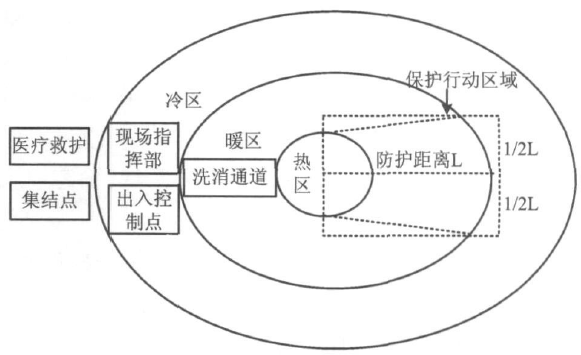 保护行动区域
冷区
医疗救护
现场指
挥部
暖区
热
区
防护距离L
1/2L
洗消通道
集结点
出入控
制点
1/2L